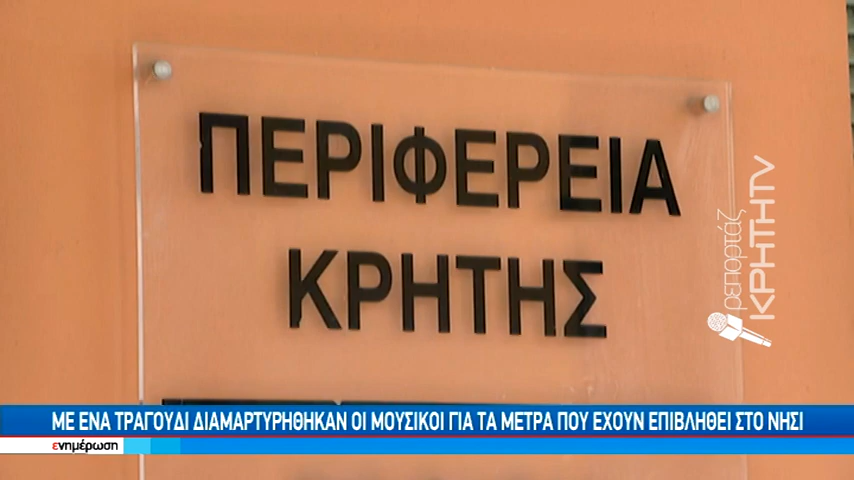 ΠΕΡΙΦΕΡΕΙΑ
ΚΡΗΤΗΣ
ρεπορτάζ
ΚΡΗΤΗTV
ΜΕ ΕΝΑ ΤΡΑΓΟΥΔΙ ΔΙΑΜΑΡΤΥΡΗΘΗΚΑΝ ΟΙ ΜΟΥΣΙΚΟΙ ΓΙΑ ΤΑ ΜΕΤΡΑ ΠΟΥ ΕΧΟΥΝ ΕΠΙΒΛΗΘΕΙ ΣΤΟ ΝΗΣΙ
ενημέρωση